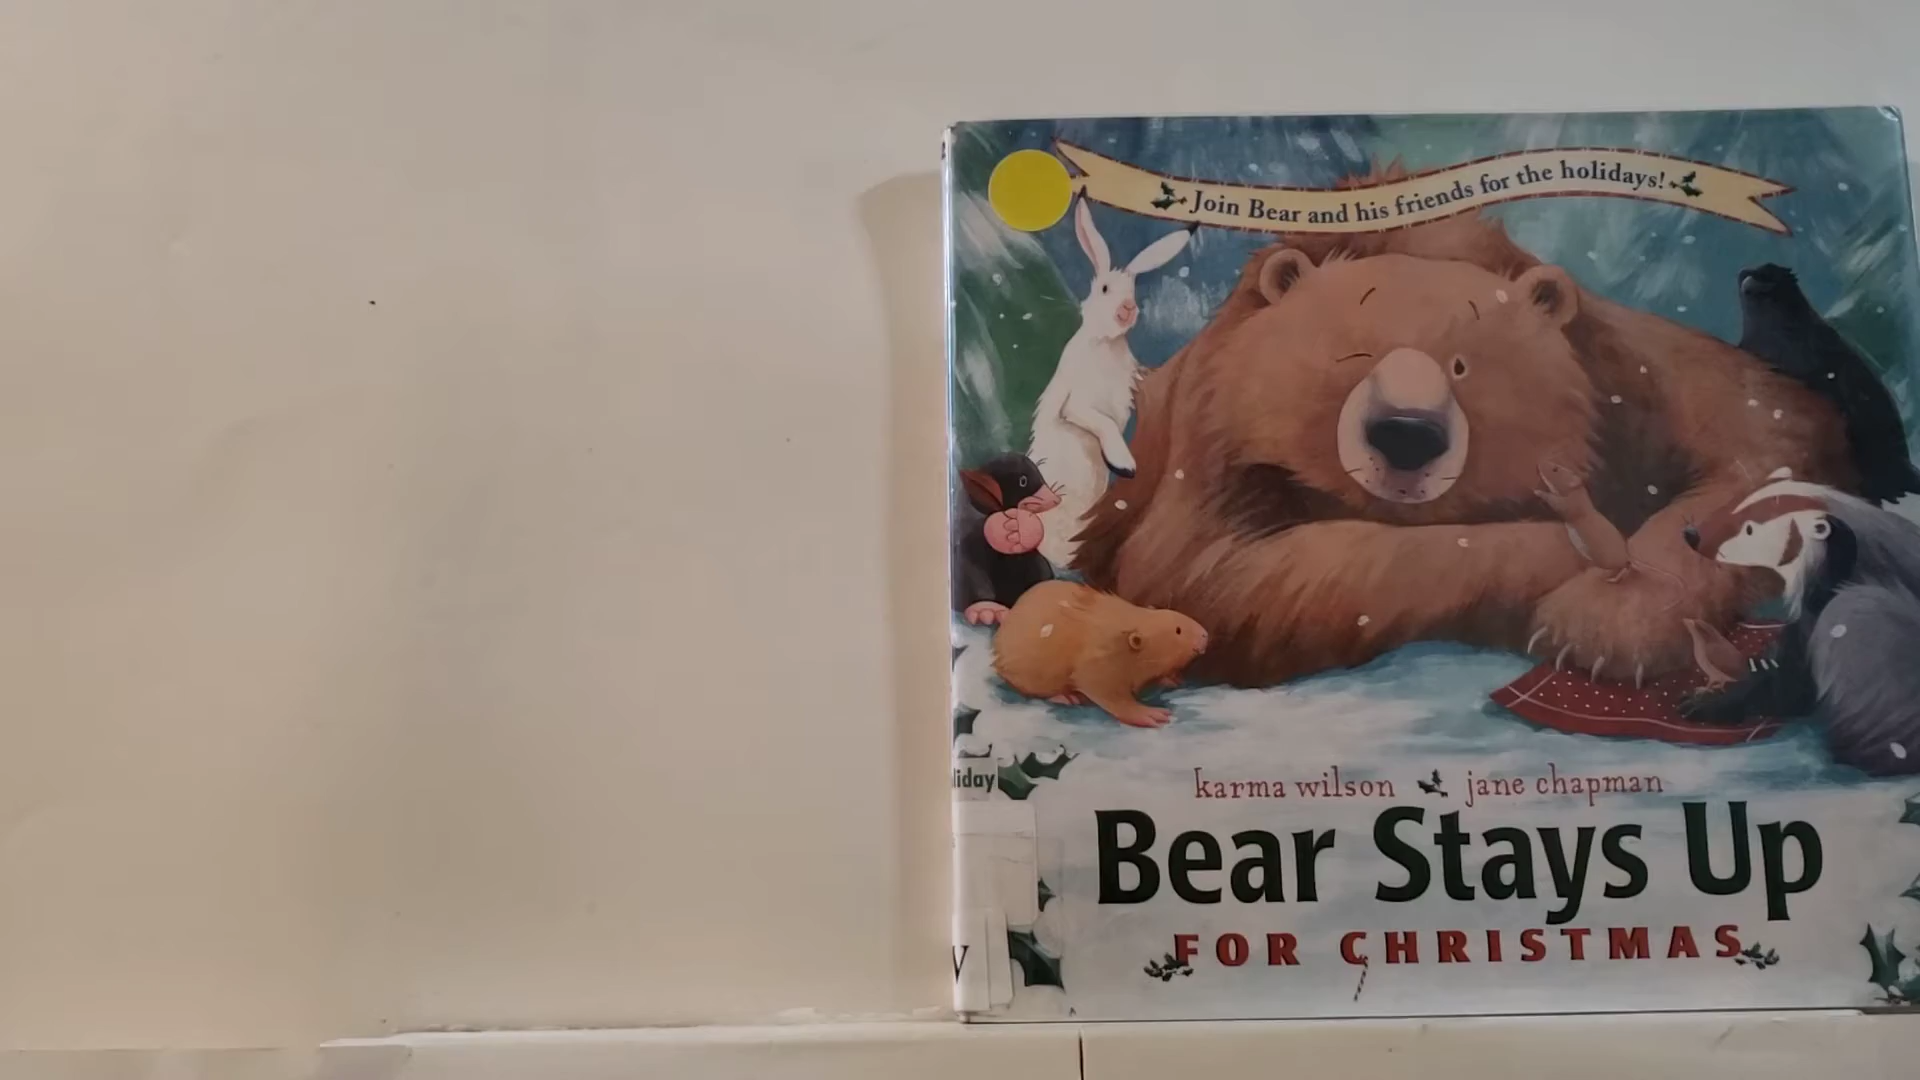 Join Bear and his friends for the holidays!
liday
karma wilson jane chapman
Bear Stays Up
FOR CHRISTMAS